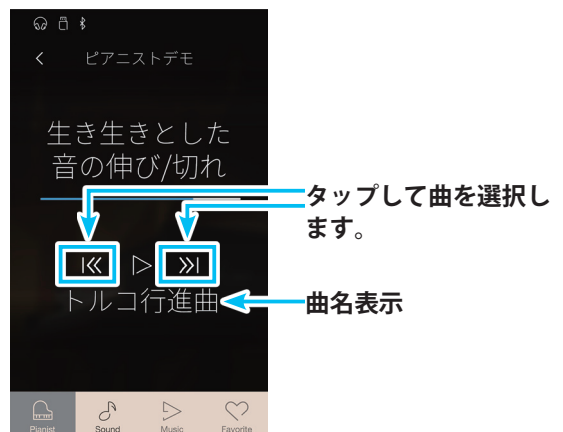 ピアニストデモ
生き生きとした
音の伸び/切れ
タップして曲を選択し
ます。
トルコ行進曲
曲名表示
Pianist Sound Music Favorite